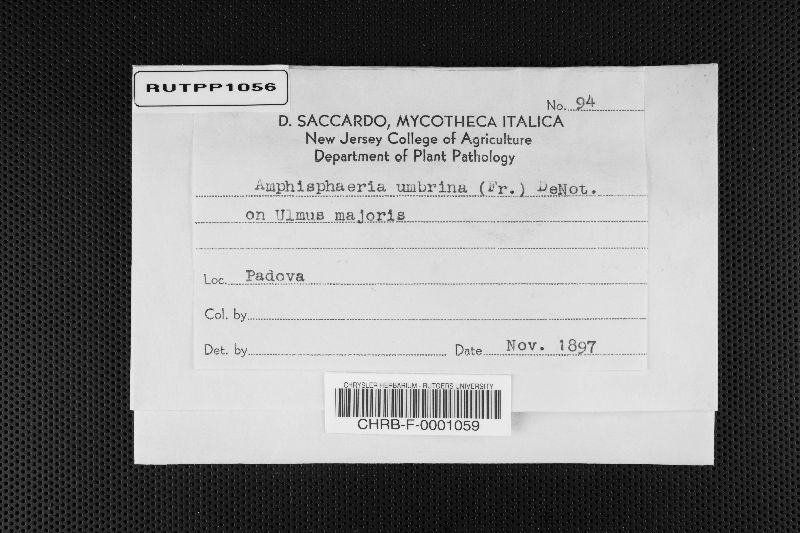 RUTPP1056
No. 94
D. SACCARDO, MYCOTHECA ITALICA
New Jersey College of Agriculture
Department of Plant Pathology
Amphisphaeria umbrina (Fr.) DeNot.
on Ulmus majoris
Loc. Padova
Col. by
Det. by Date Nov. 1897
CHRYSLER HERBARIUM - RUTGERS UNIVERSITY
CHRB-F-0001059